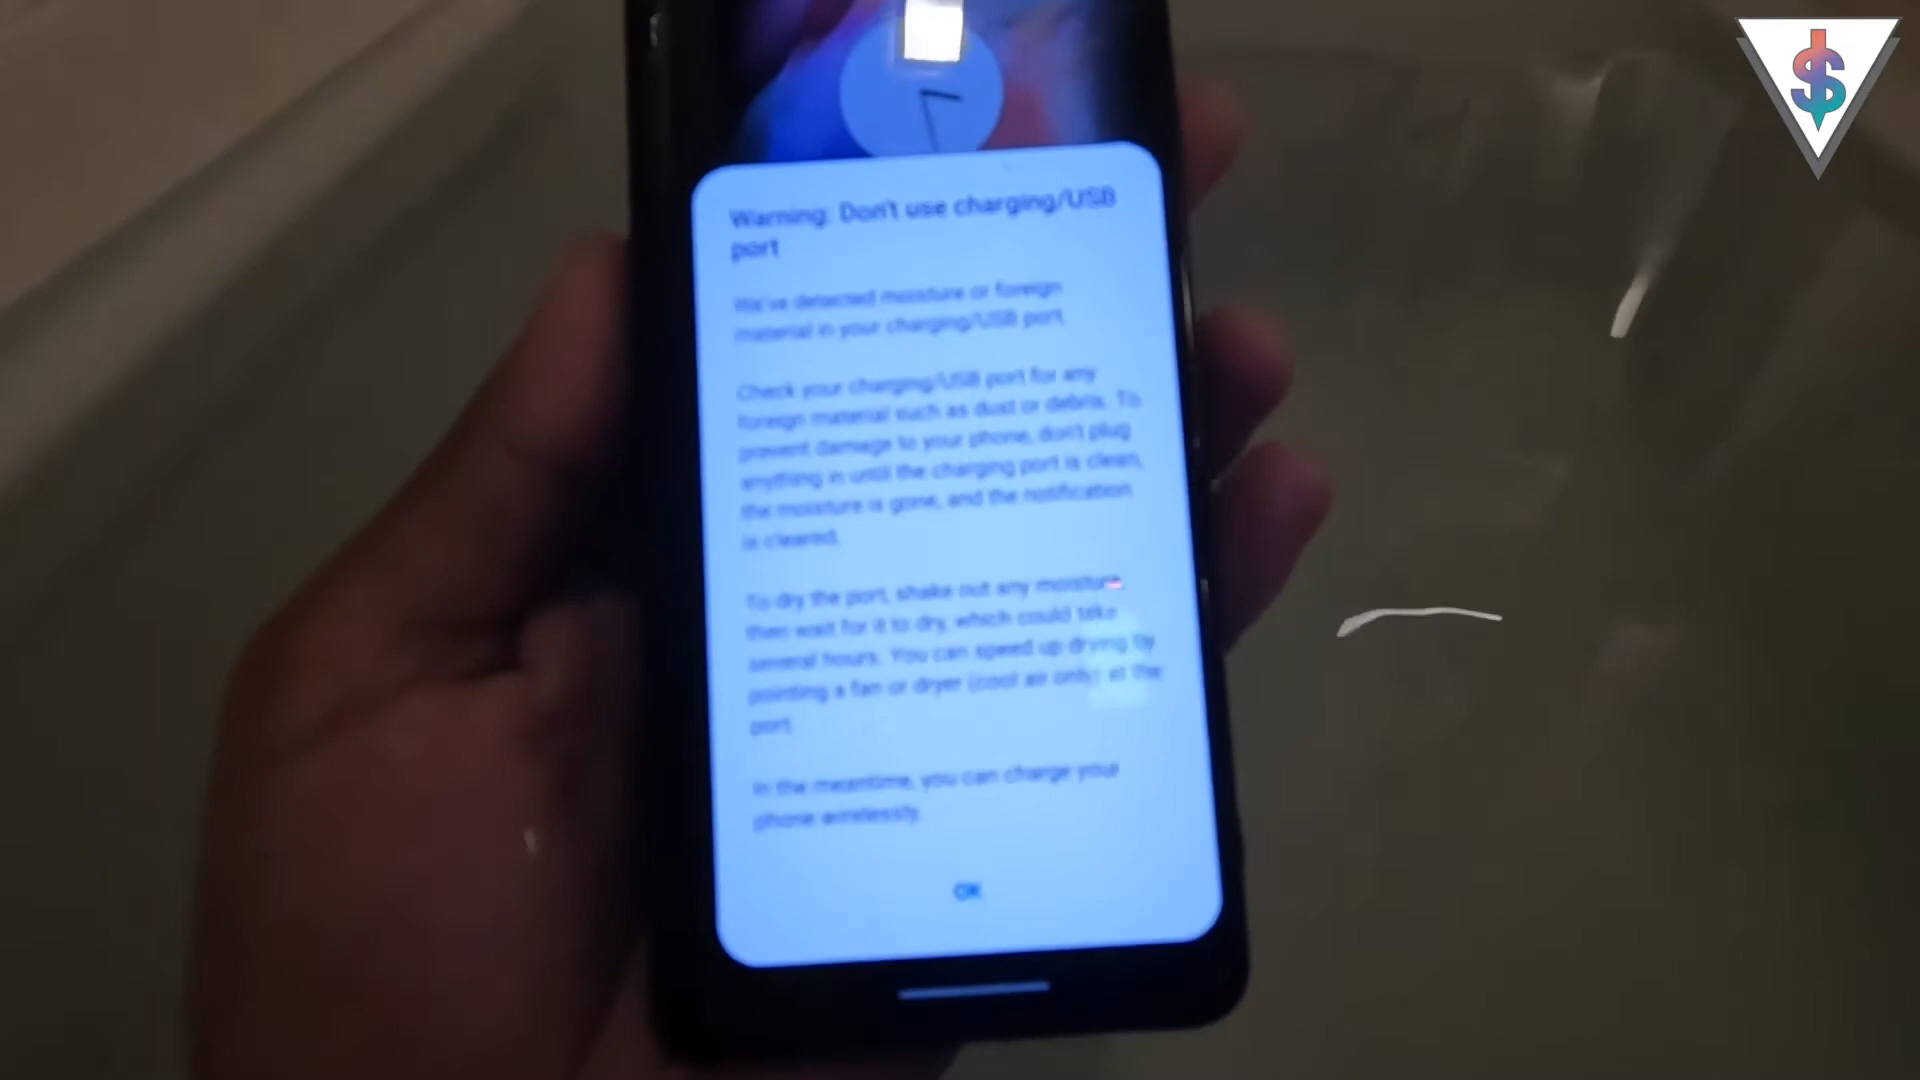 $
Warning: Don't use charging/USB
port
We've detected moisture or foreign
material in your charging/USB port.
Check your charging/USB port for any
foreign material such as dust or debris. To
prevent damage to your phone, don't plug
anything in until the charging port is clean,
the moisture is gone, and the notification
is cleared.
To dry the port, shake out any moisture,
then wait for it to dry, which could take
several hours. You can speed up drying by
pointing a fan or dryer (cool air only) at the
port.
In the meantime, you can charge your
phone wirelessly.
OK